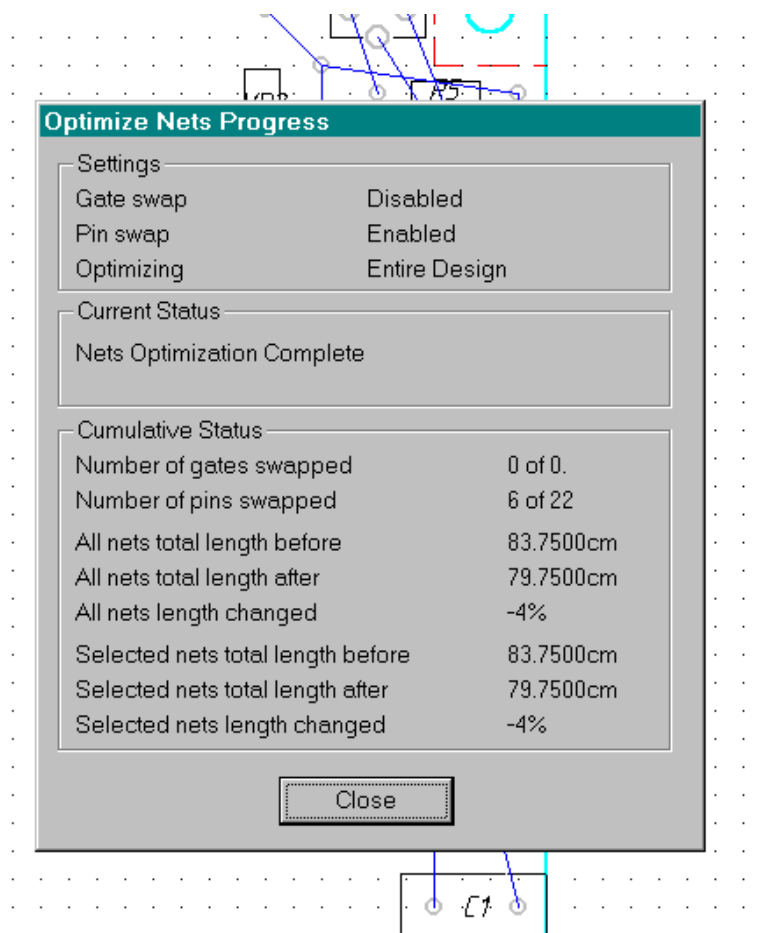 R5
Optimize Nets Progress
Settings
Gate swap Disabled
Pin swap Enabled
Optimizing Entire Design
Current Status
Nets Optimization Complete
Cumulative Status
Number of gates swapped 0 of 0.
Number of pins swapped 6 of 22
All nets total length before 83.7500cm
All nets total length after 79.7500cm
All nets length changed -4%
Selected nets total length before 83.7500cm
Selected nets total length after 79.7500cm
Selected nets length changed -4%
Close
C1